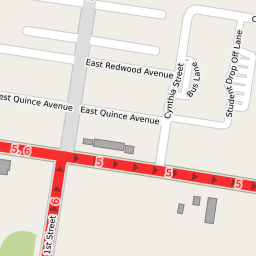 East Redwood Avenue
Cynthia Street
Bus Lane
Student Drop Off Lane
est Quince Avenue
East Quince Avenue
5,6
5
5
5
6
1st Street